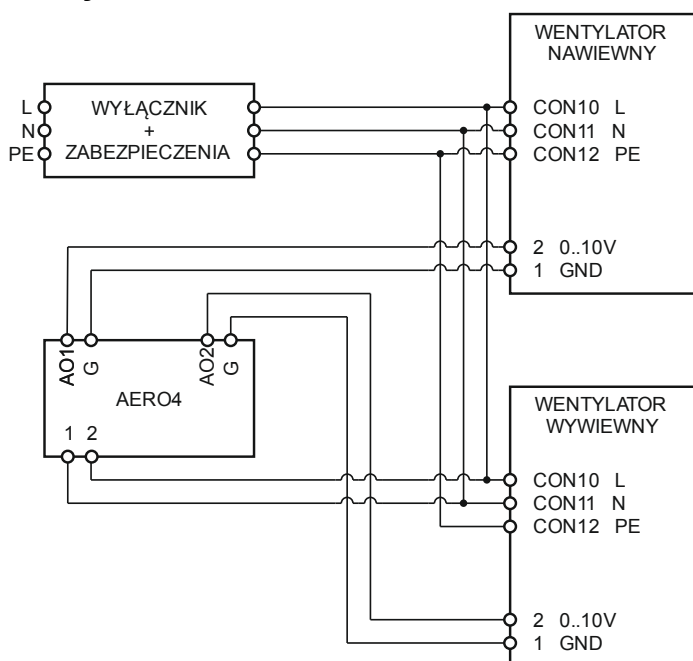 WENTYLATOR
NAWIEWNY
L
N
PE
WYŁĄCZNIK
+
ZABEZPIECZENIA
CON10 L
CON11 N
CON12 PE
2 0..10V
1 GND
AO1
G
AO2
G
AERO4
1 2
WENTYLATOR
WYWIEWNY
CON10 L
CON11 N
CON12 PE
2 0..10V
1 GND